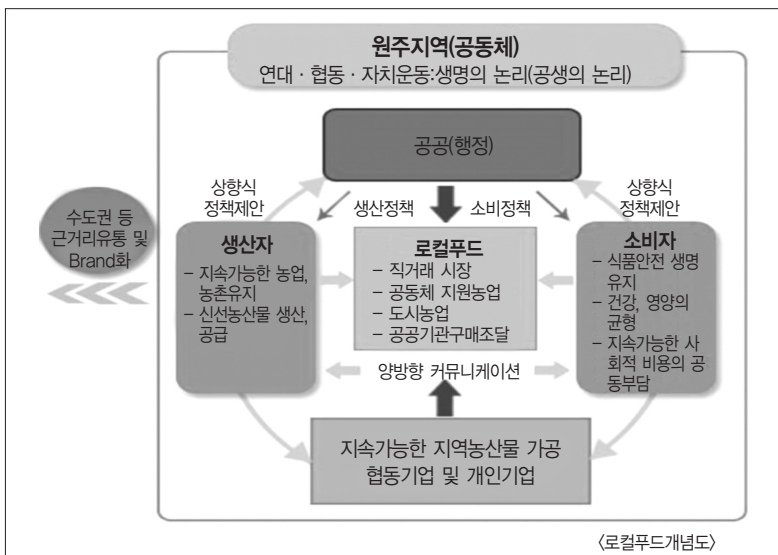 원주지역(공동체)
연대 · 협동 · 자치운동:생명의 논리(공생의 논리)
공공(행정)
상향식
정책제안
생산정책
소비정책
상향식
정책제안
수도권 등
근거리유통 및
Brand화
생산자
– 지속가능한 농업,
농촌유지
– 신선농산물 생산,
공급
로컬푸드
– 직거래 시장
– 공동체 지원농업
– 도시농업
– 공공기관구매조달
소비자
– 식품안전 생명
유지
– 건강, 영양의
균형
– 지속가능한 사
회적 비용의 공
동부담
양방향 커뮤니케이션
지속가능한 지역농산물 가공
협동기업 및 개인기업
〈로컬푸드개념도〉